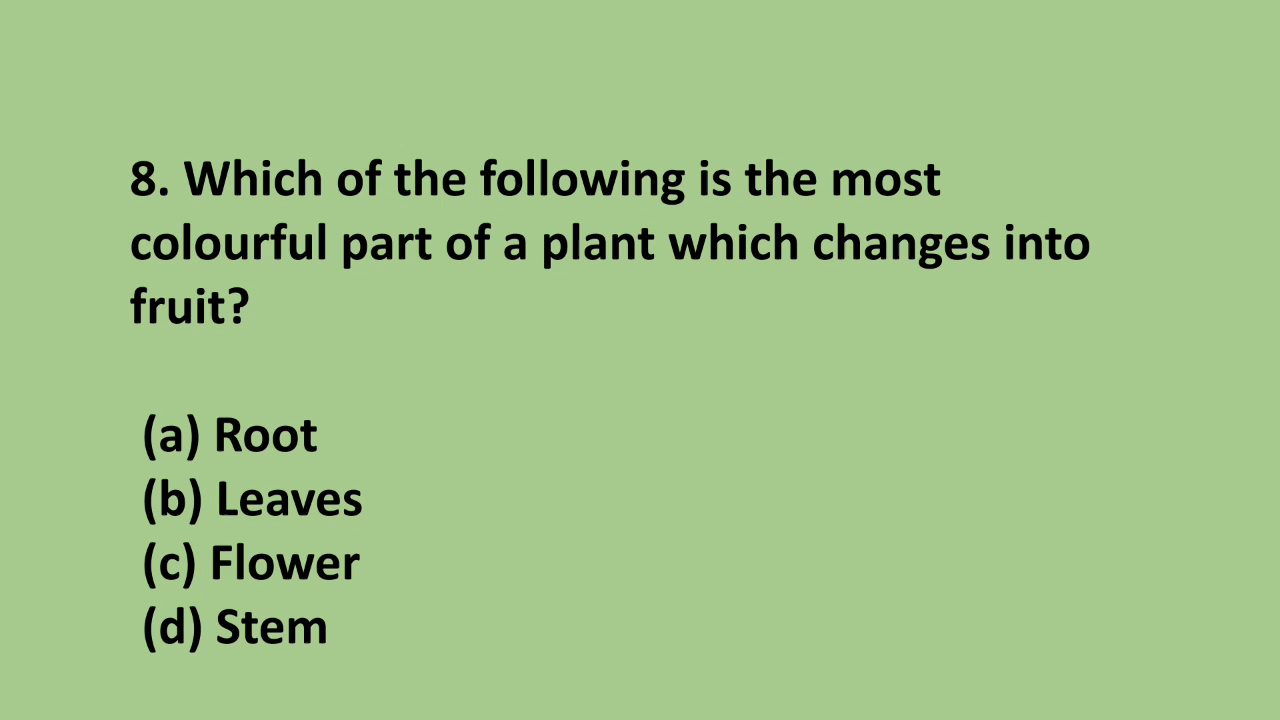 8. Which of the following is the most
colourful part of a plant which changes into
fruit?
(a) Root
(b) Leaves
(c) Flower
(d) Stem